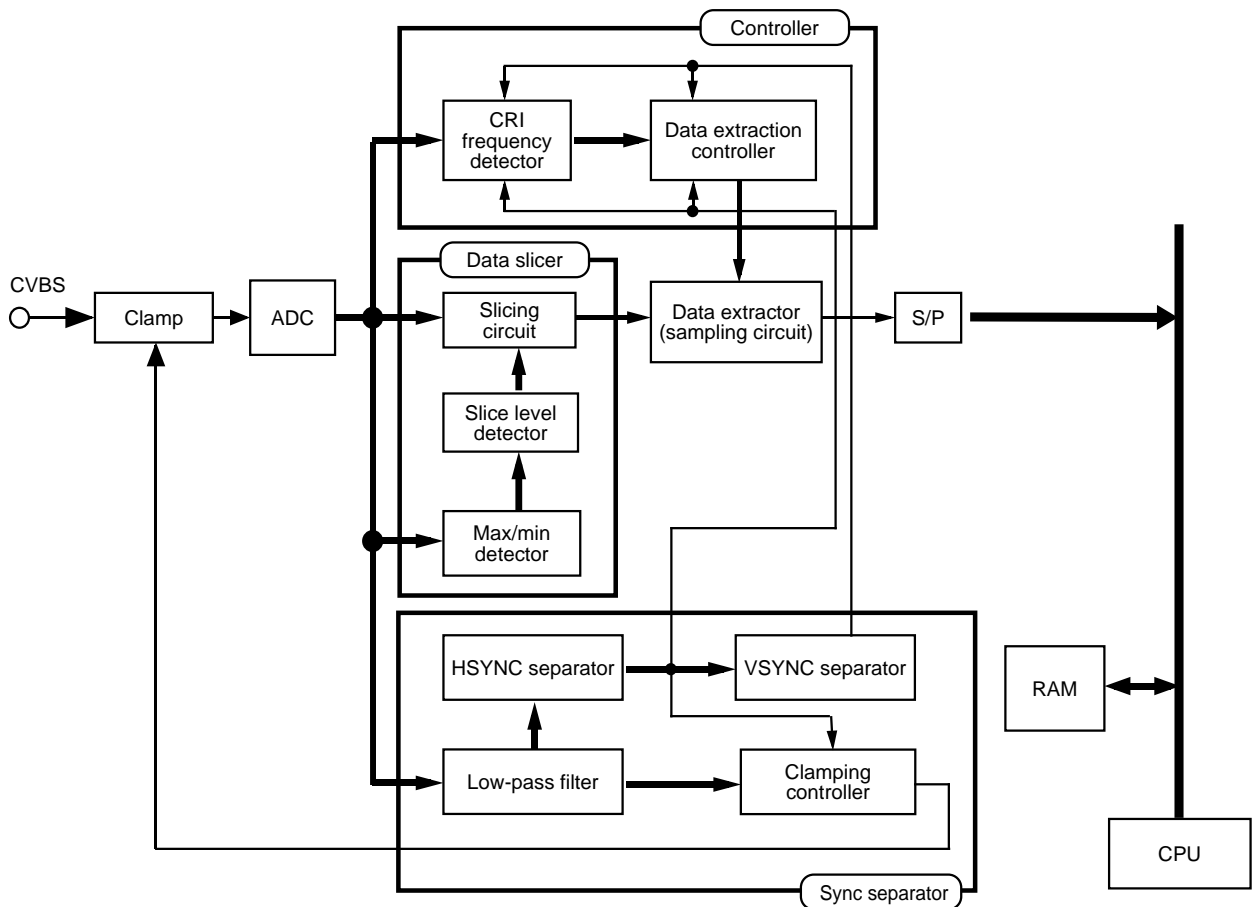 Controller
CRI
frequency
detector
Data extraction
controller
Data slicer
CVBS
Clamp
ADC
Slicing
circuit
Data extractor
(sampling circuit)
S/P
Slice level
detector
Max/min
detector
HSYNC separator
VSYNC separator
RAM
Low-pass filter
Clamping
controller
CPU
Sync separator